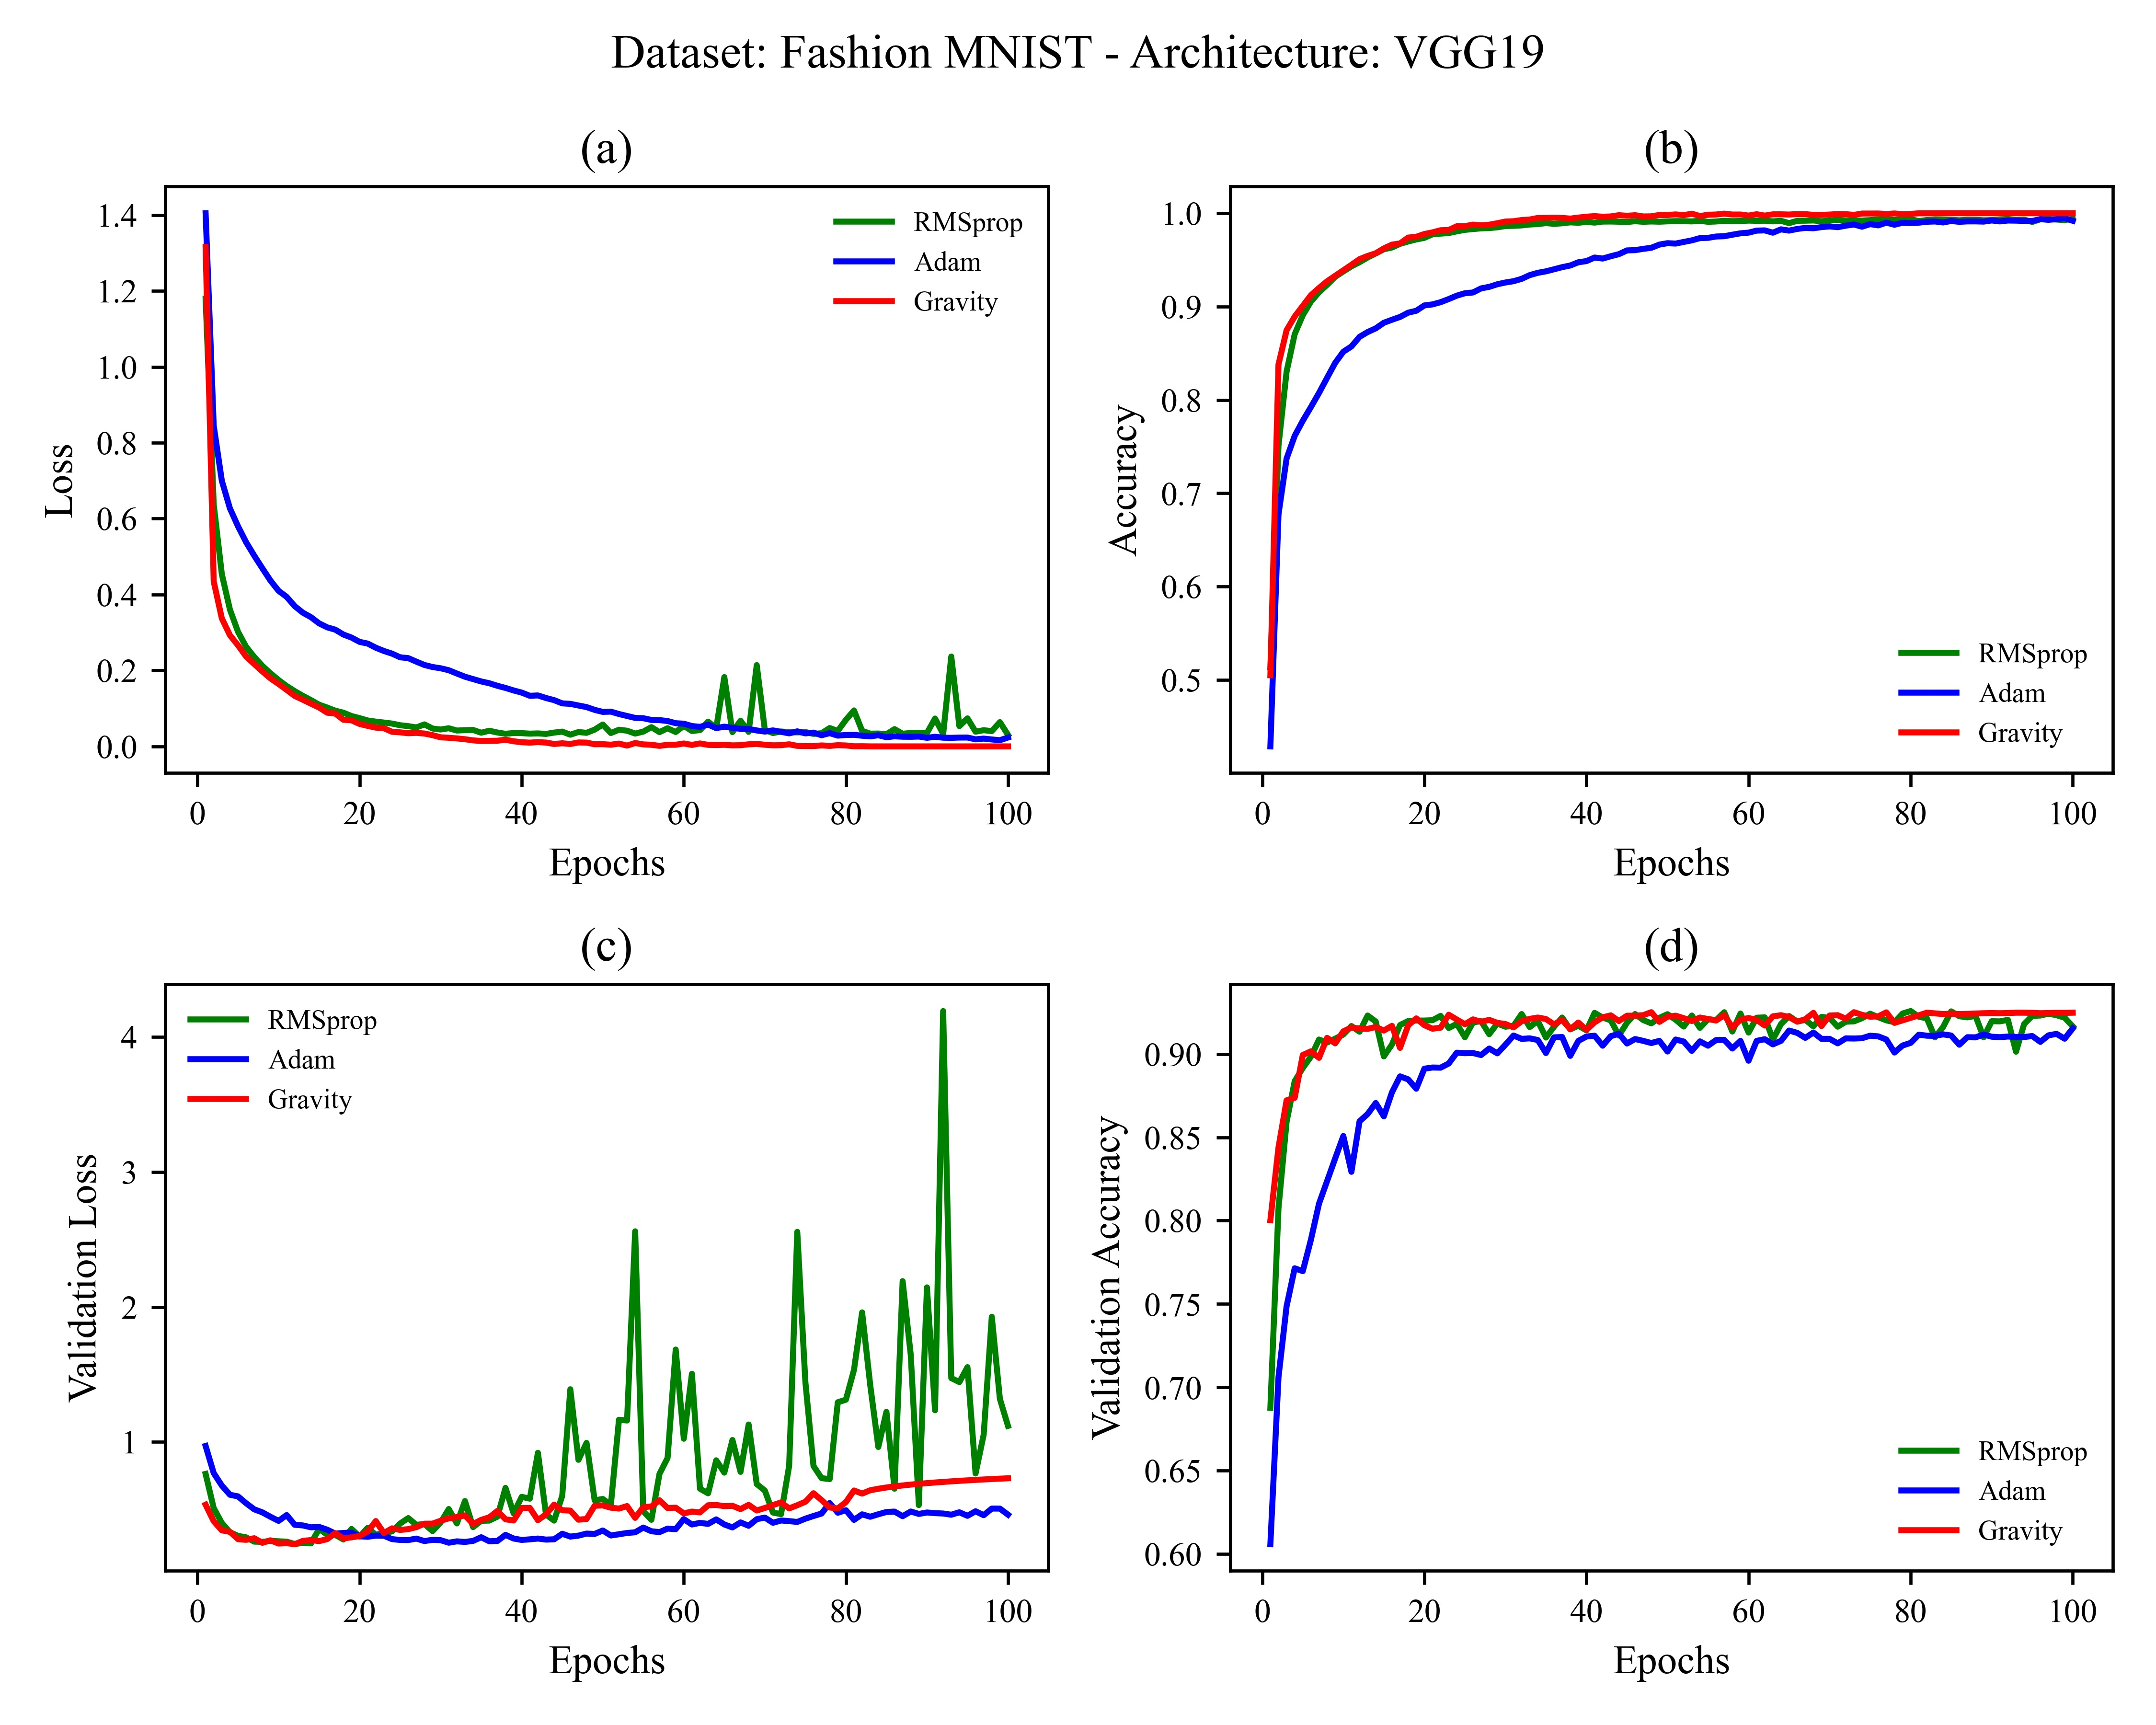 Dataset: Fashion MNIST - Architecture: VGG19
(a)
Loss
1.4
1.2
1.0
0.8
0.6
0.4
0.2
0.0
RMSprop
Adam
Gravity
0 20 40 60 80 100
Epochs
(b)
Accuracy
1.0
0.9
0.8
0.7
0.6
0.5
RMSprop
Adam
Gravity
0 20 40 60 80 100
Epochs
(c)
Validation Loss
4
3
2
1
RMSprop
Adam
Gravity
0 20 40 60 80 100
Epochs
(d)
Validation Accuracy
0.90
0.85
0.80
0.75
0.70
0.65
0.60
RMSprop
Adam
Gravity
0 20 40 60 80 100
Epochs